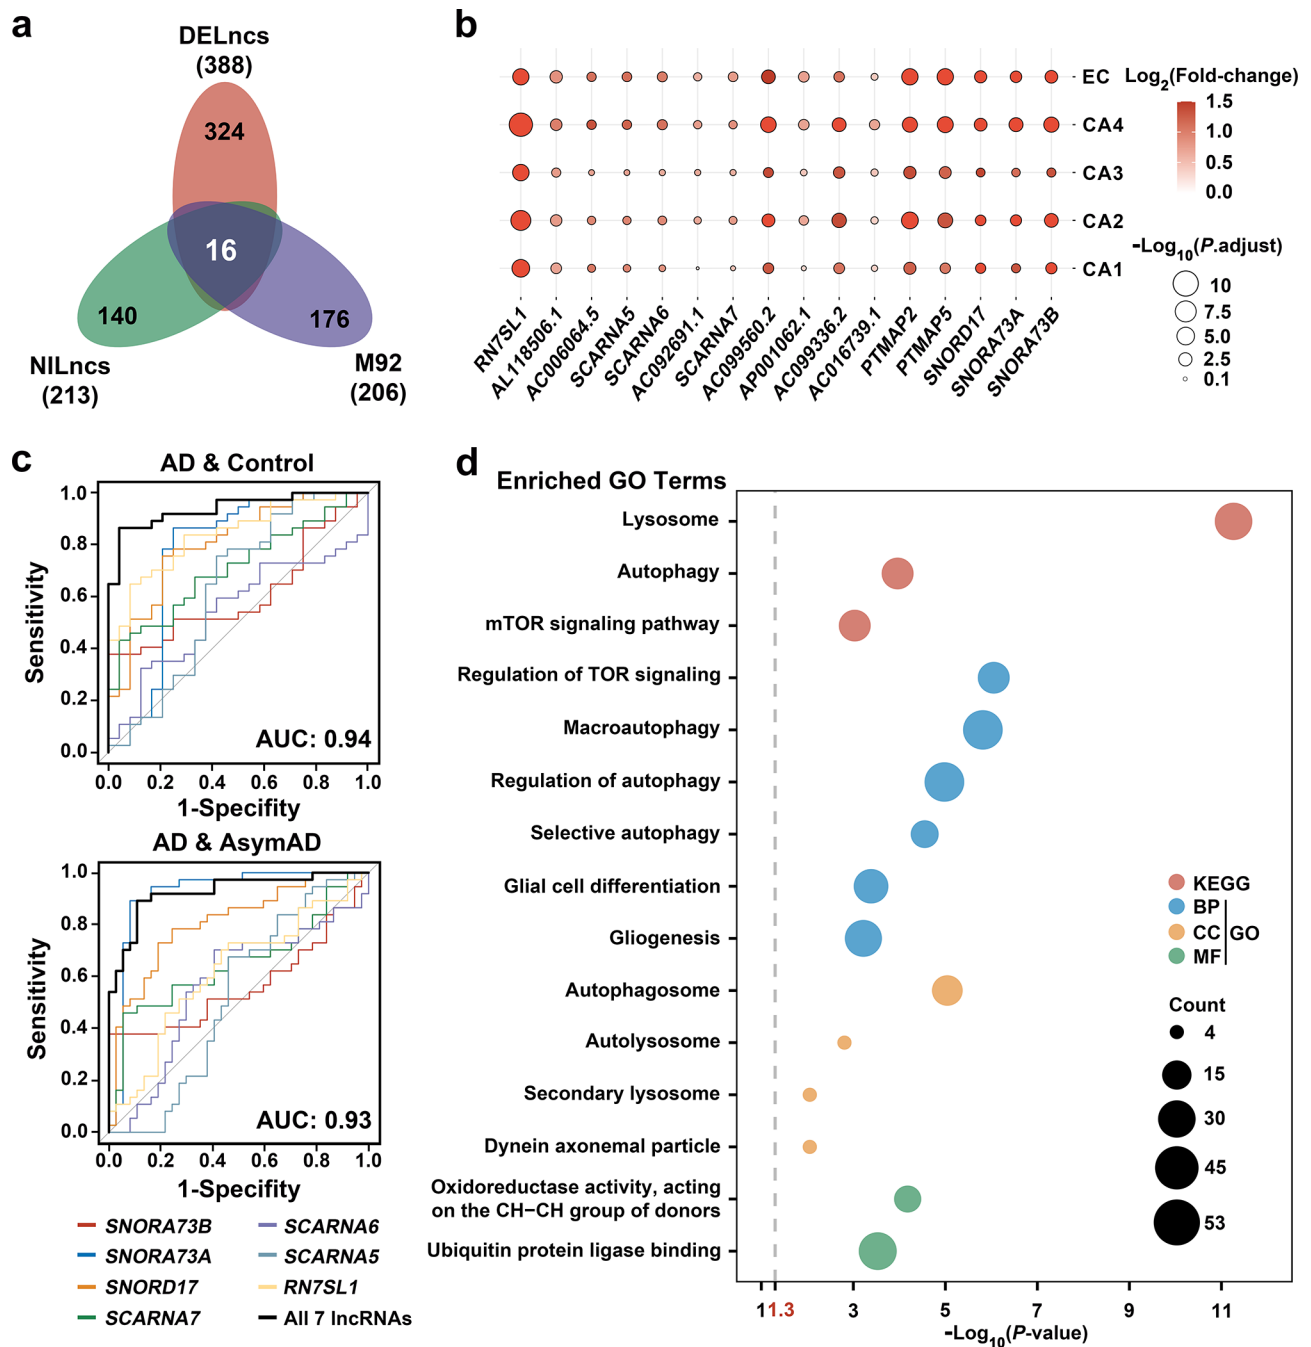 a
DELncs
(388)
324
16
140
176
NILncs
(213)
M92
(206)
b
EC
CA4
CA3
CA2
CA1
RN7SL1
AL118506.1
AC006064.5
SCARNA5
SCARNA6
AC092691.1
SCARNA7
AC099560.2
AP001062.1
AC099336.2
AC016739.1
PTMAP2
PTMAP5
SNORD17
SNORA73A
SNORA73B
Log2(Fold-change)
1.5
1.0
0.5
0.0
-Log10(P.adjust)
10
7.5
5.0
2.5
0.1
c
AD & Control
Sensitivity
1.0
0.8
0.6
0.4
0.2
0.0
AUC: 0.94
0.0 0.2 0.4 0.6 0.8 1.0
1-Specifity
AD & AsymAD
Sensitivity
1.0
0.8
0.6
0.4
0.2
0.0
AUC: 0.93
0.0 0.2 0.4 0.6 0.8 1.0
1-Specifity
SNORA73B
SNORA73A
SNORD17
SCARNA7
SCARNA6
SCARNA5
RN7SL1
All 7 lncRNAs
d
Enriched GO Terms
Lysosome
Autophagy
mTOR signaling pathway
Regulation of TOR signaling
Macroautophagy
Regulation of autophagy
Selective autophagy
Glial cell differentiation
Gliogenesis
Autophagosome
Autolysosome
Secondary lysosome
Dynein axonemal particle
Oxidoreductase activity, acting
on the CH−CH group of donors
Ubiquitin protein ligase binding
KEGG
BP
CC
MF
GO
Count
4
15
30
45
53
1 1.3 3 5 7 9 11
-Log10(P-value)